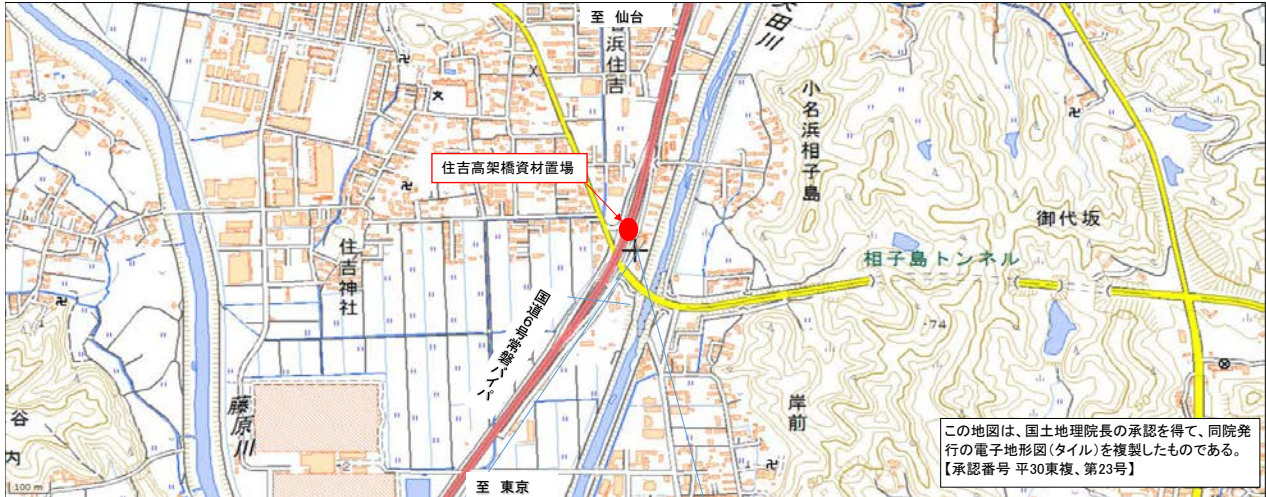 至 仙台
矢田川
浜住吉
小名浜相子島
住吉高架橋資材置場
御代坂
相子島トンネル
住吉神社
国道6号常磐バイパ
・74
藤原川
岸前
谷
内
・2
1
この地図は、国土地理院長の承認を得て、同院発
行の電子地形図(タイル)を複製したものである。
【承認番号 平30東複、第23号】
100 m
至 東京